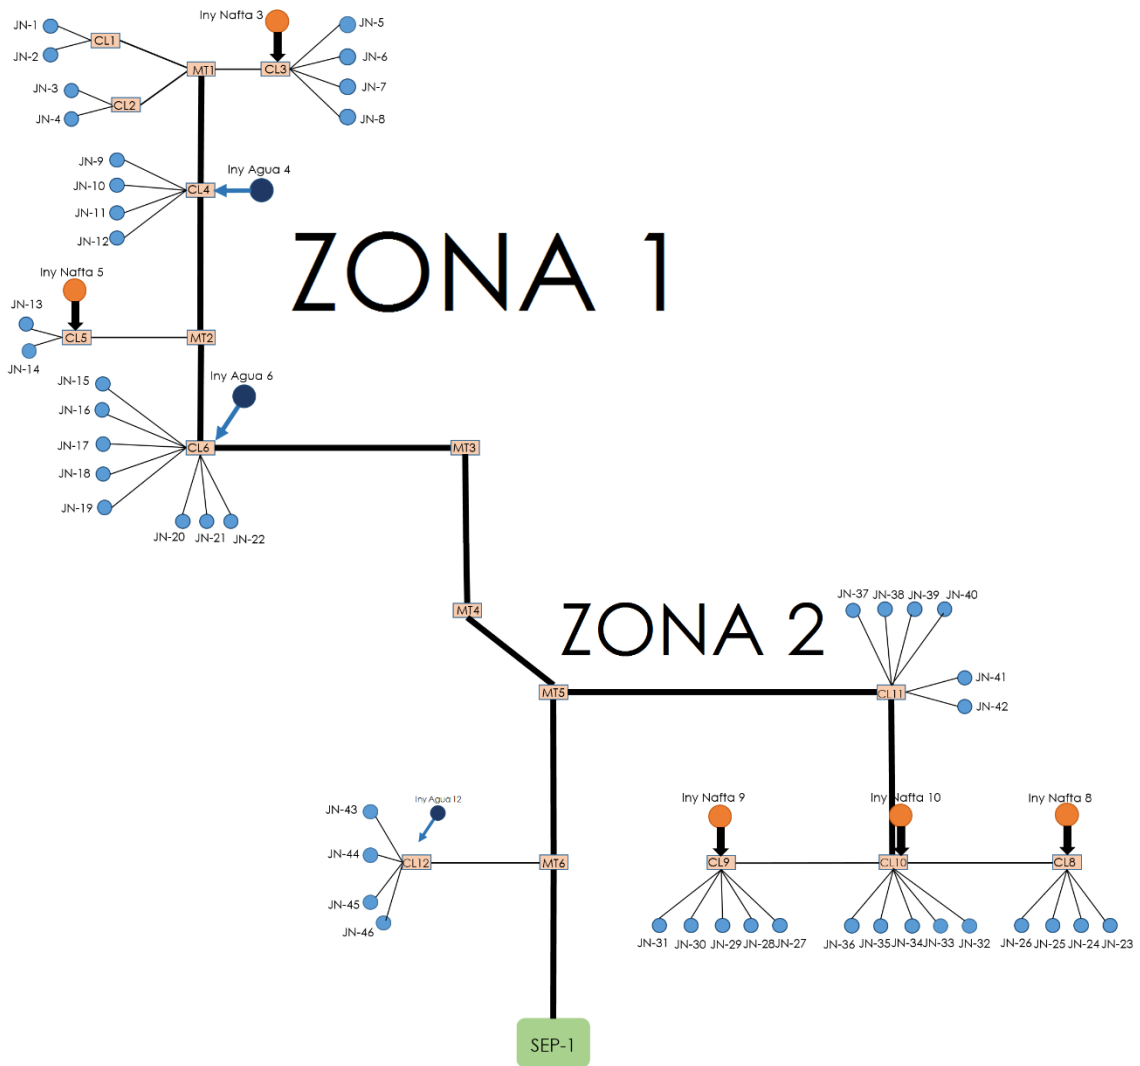 Iny Nafta 3
JN-1
CL1
JN-2
MT1
CL3
JN-5
JN-6
JN-7
JN-8
JN-3
CL2
JN-4
JN-9
JN-10
JN-11
JN-12
CL4
Iny Agua 4
ZONA 1
Iny Nafta 5
JN-13
CL5
JN-14
MT2
Iny Agua 6
JN-15
JN-16
JN-17
JN-18
JN-19
CL6
MT3
JN-20
JN-21
JN-22
MT4
ZONA 2
JN-37
JN-38
JN-39
JN-40
MT5
CL11
JN-41
JN-42
Iny Agua 12
JN-43
JN-44
JN-45
JN-46
CL12
MT6
Iny Nafta 9
Iny Nafta 10
Iny Nafta 8
CL9
CL10
CL8
JN-31
JN-30
JN-29
JN-28
JN-27
JN-36
JN-35
JN-34
JN-33
JN-32
JN-26
JN-25
JN-24
JN-23
SEP-1